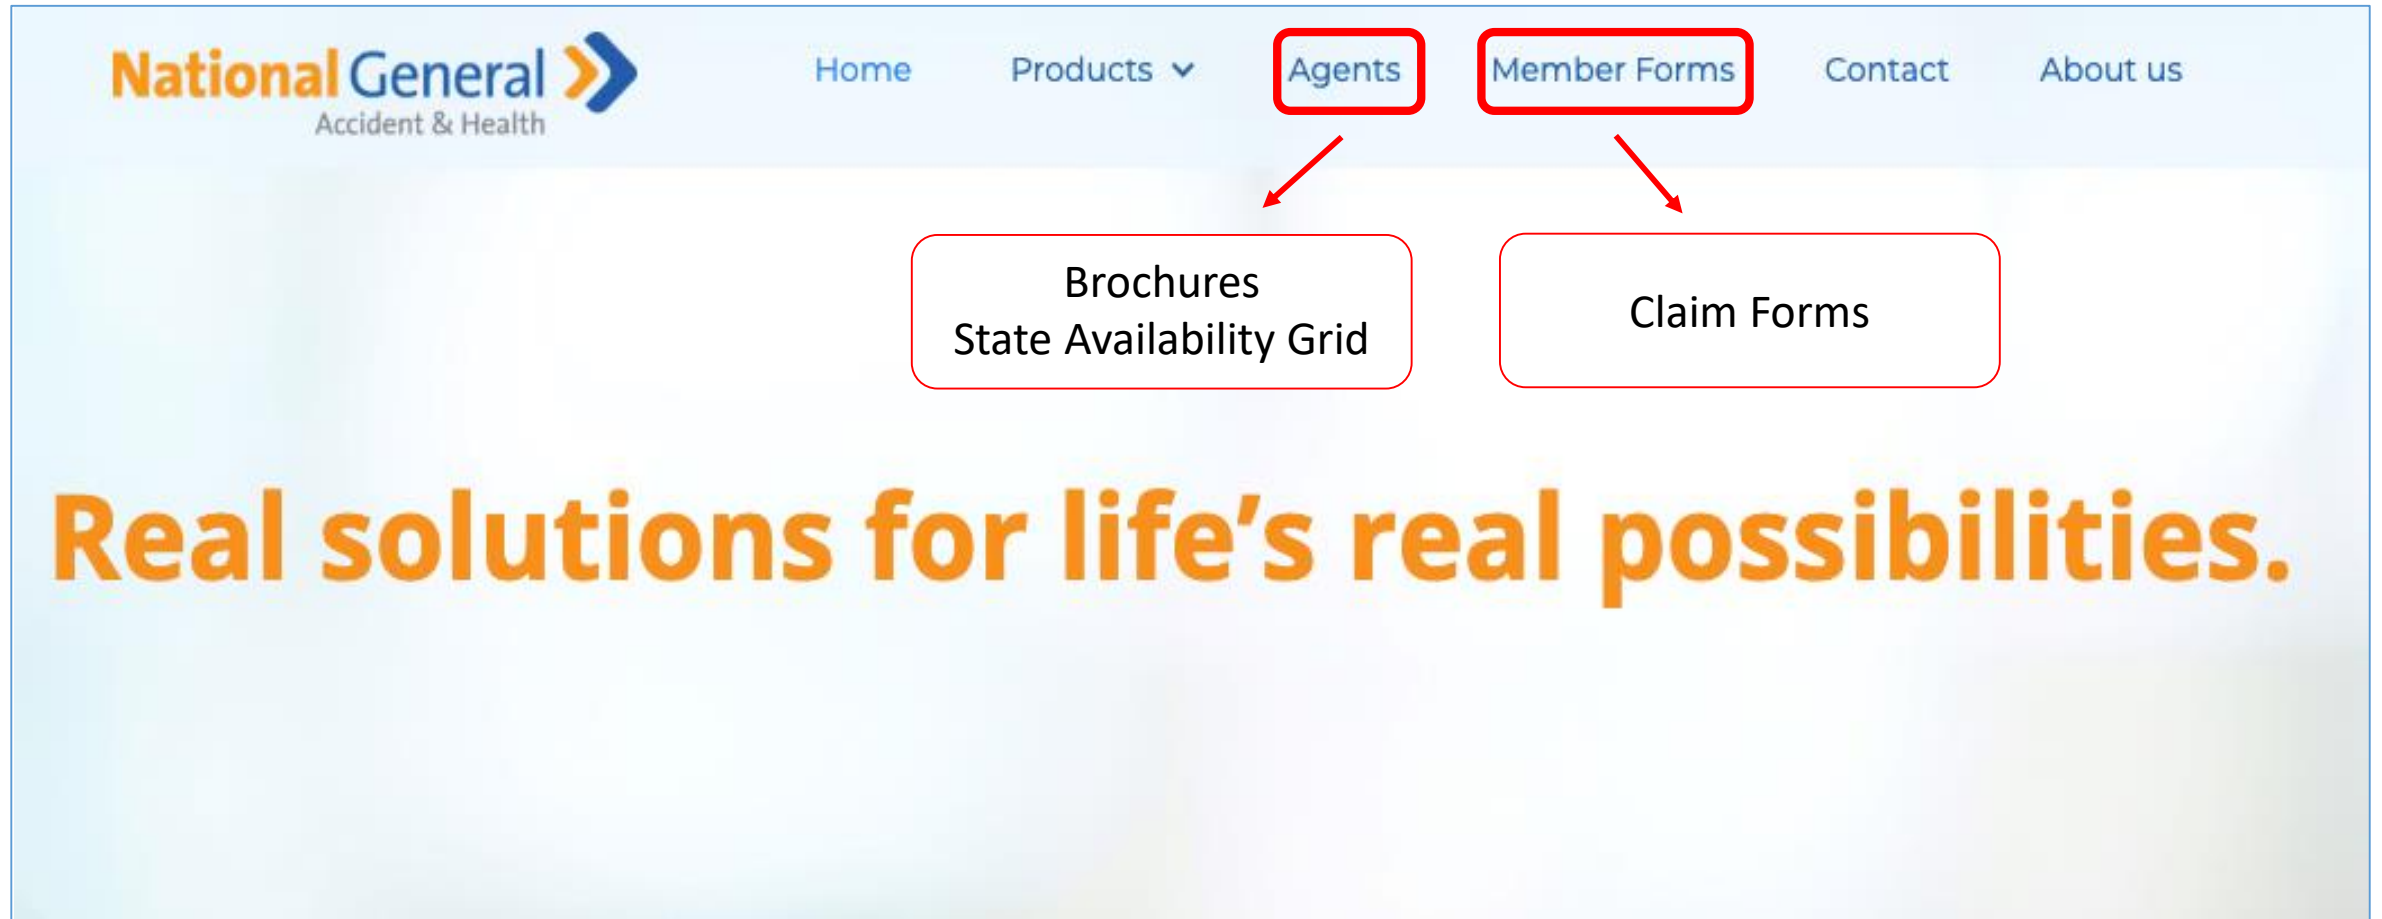 National General
Accident & Health
Home Products Agents Member Forms Contact About us
Brochures
State Availability Grid
Claim Forms
Real solutions for life’s real possibilities.